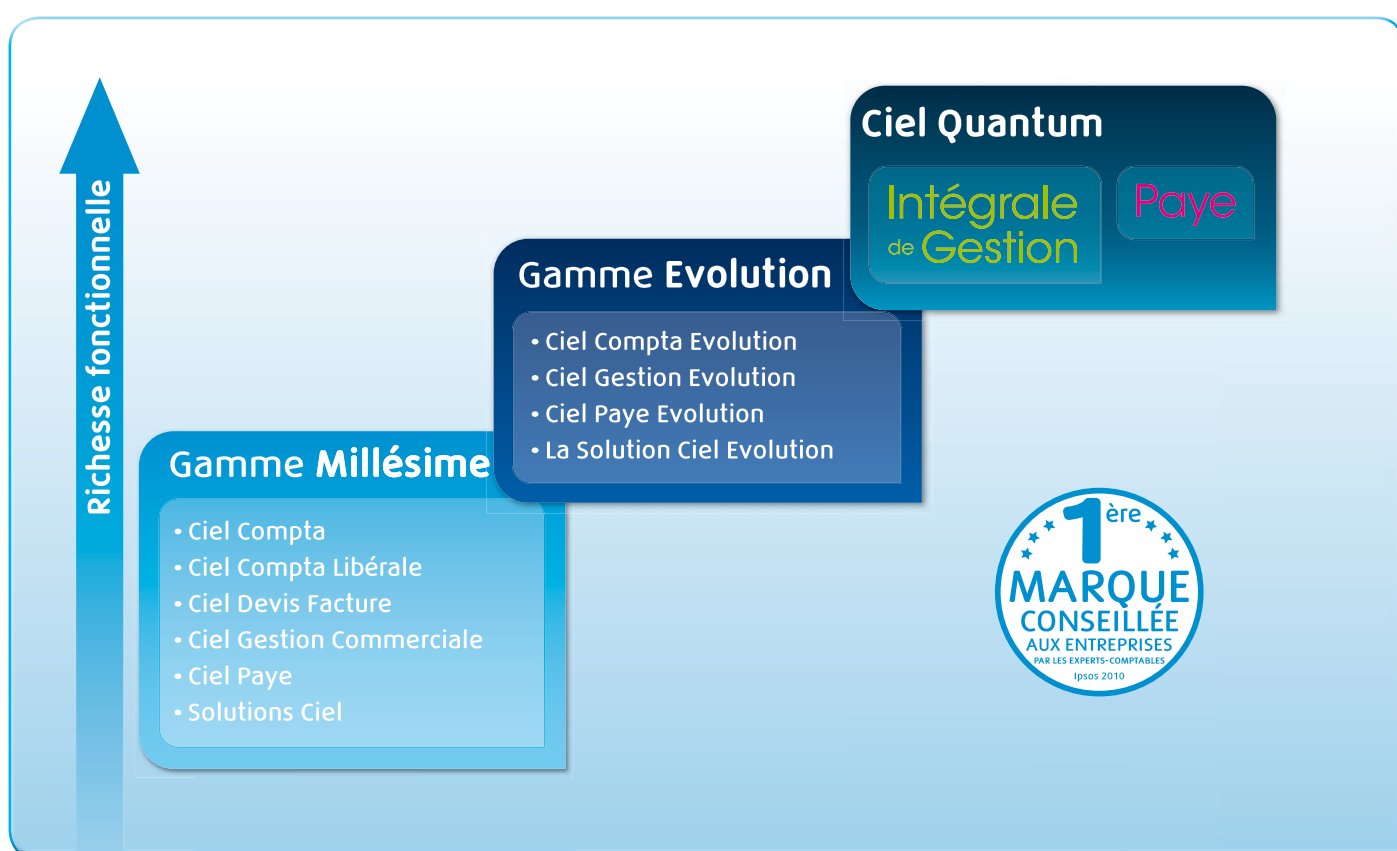 Richesse fonctionnelle
Ciel Quantum
Intégrale
de Gestion
Paye
Gamme Evolution
• Ciel Compta Evolution
• Ciel Gestion Evolution
• Ciel Paye Evolution
• La Solution Ciel Evolution
Gamme Millésime
• Ciel Compta
• Ciel Compta Libérale
• Ciel Devis Facture
• Ciel Gestion Commerciale
• Ciel Paye
• Solutions Ciel
1ère
MARQUE
CONSEILLÉE
AUX ENTREPRISES
PAR LES EXPERTS-COMPTABLES
Ipsos 2010